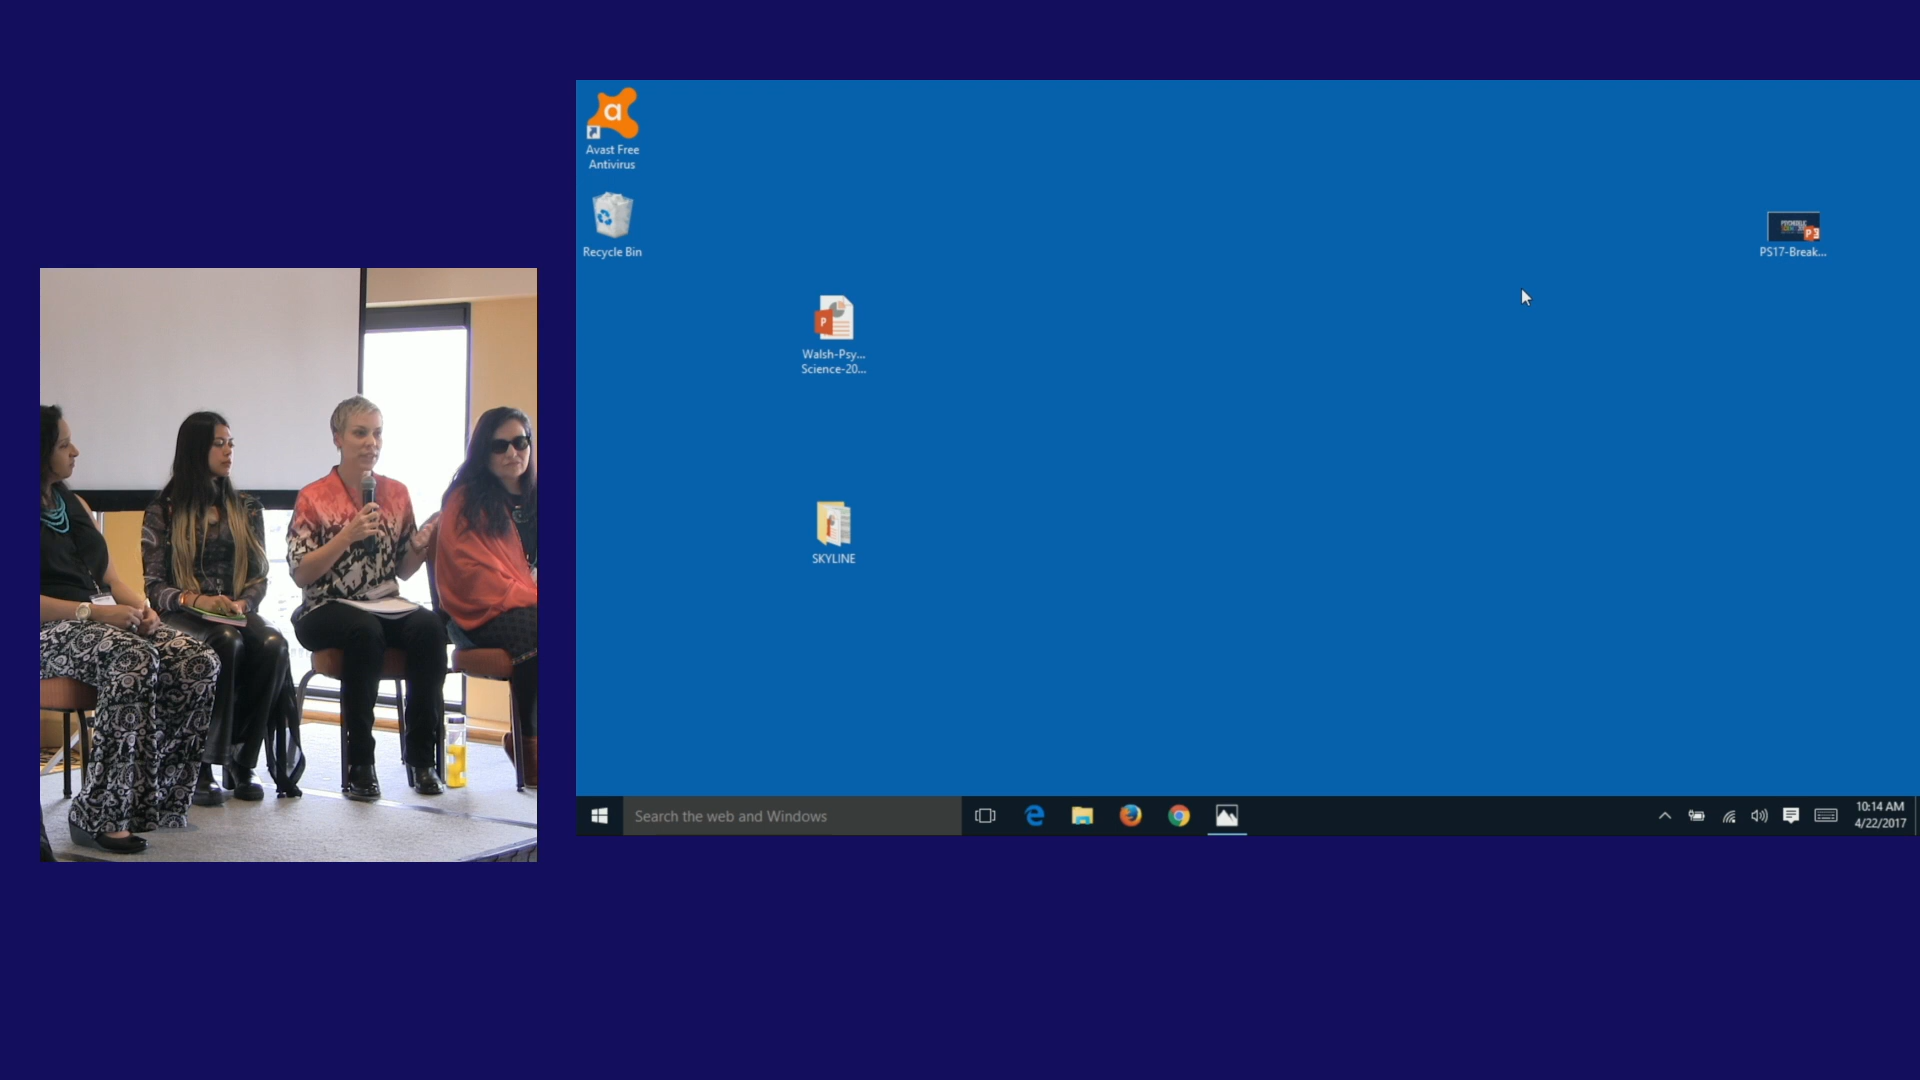 Avast Free
Antivirus
Recycle Bin
Walsh-Psy...
Science-20...
SKYLINE
PS17-Break...
Search the web and Windows
10:14 AM
4/22/2017